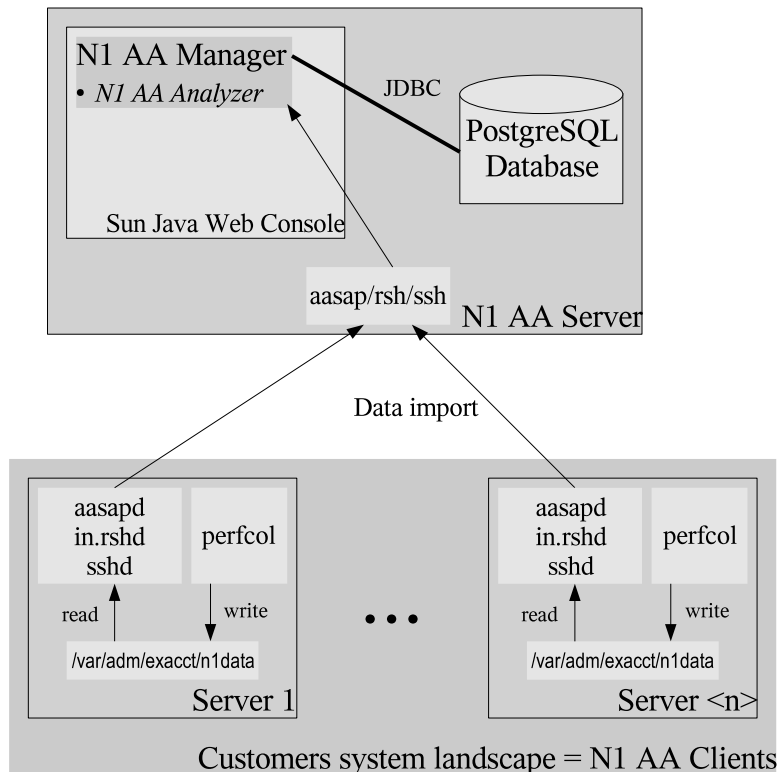 N1 AA Manager
• N1 AA Analyzer
JDBC
PostgreSQL
Database
Sun Java Web Console
aasap/rsh/ssh
N1 AA Server
Data import
aasapd
in.rshd
sshd
perfcol
read
write
/var/adm/exacct/n1data
Server 1
...
aasapd
in.rshd
sshd
perfcol
read
write
/var/adm/exacct/n1data
Server <n>
Customers system landscape = N1 AA Clients